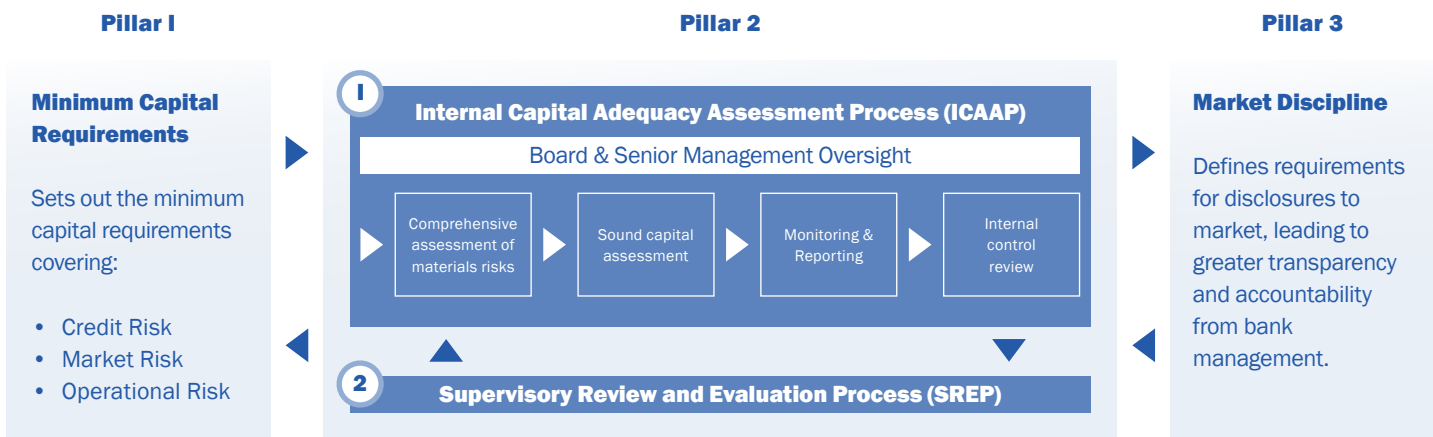 Pillar I
Pillar 2
Pillar 3
Minimum Capital
Requirements
Sets out the minimum
capital requirements
covering:
• Credit Risk
• Market Risk
• Operational Risk
I
Internal Capital Adequacy Assessment Process (ICAAP)
Board & Senior Management Oversight
Comprehensive
assessment of
materials risks
Sound capital
assessment
Monitoring &
Reporting
Internal
control
review
2
Supervisory Review and Evaluation Process (SREP)
Market Discipline
Defines requirements
for disclosures to
market, leading to
greater transparency
and accountability
from bank
management.